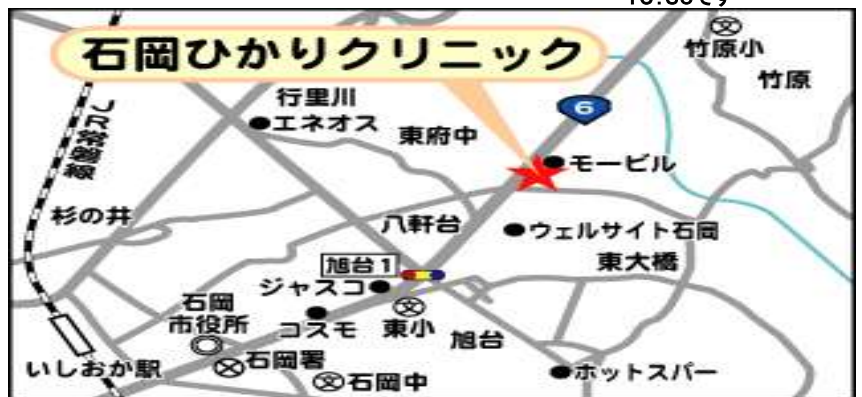 石岡ひかりクリニック
竹原小
竹原
行里川
エネオス
東府中
6
JR常磐線
モービル
杉の井
八軒台
ウェルサイト石岡
旭台1
東大橋
ジャスコ
石岡
市役所
コスモ
東小
旭台
いしおか駅
石岡署
石岡中
ホットスパー